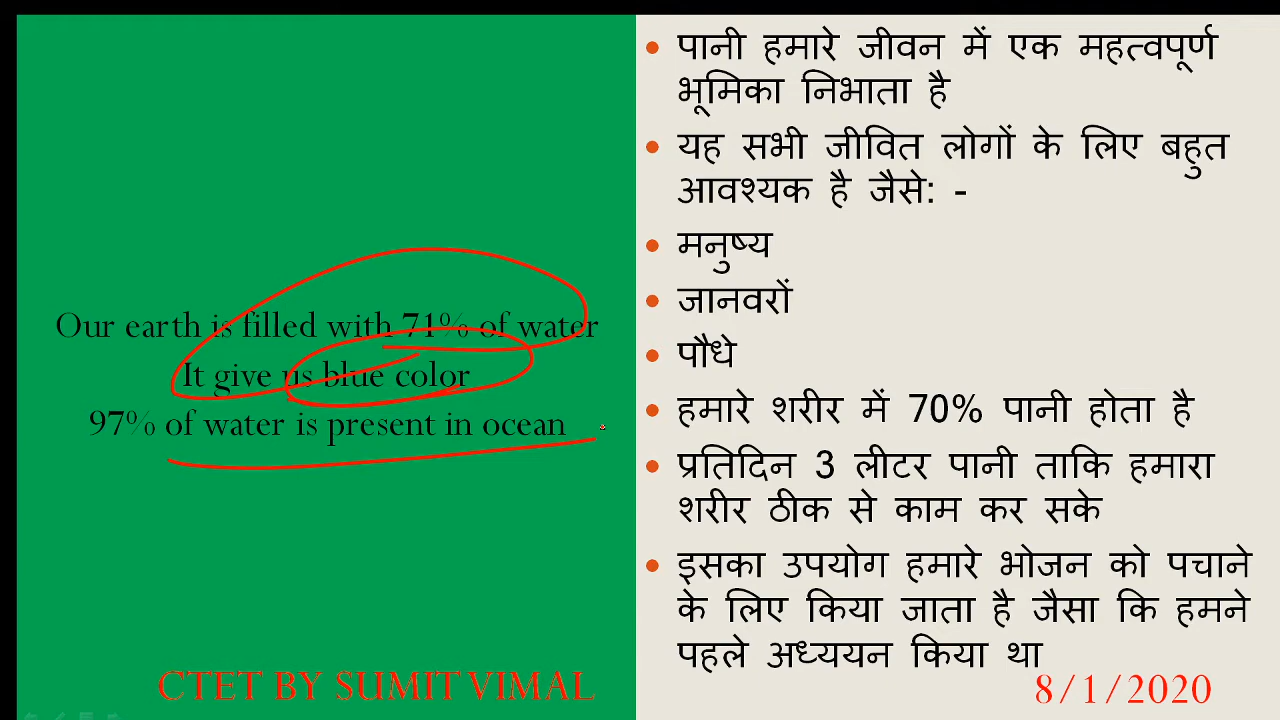 Our earth is filled with 71% of water
It give us blue color
97% of water is present in ocean
CTET BY SUMIT VIMAL
पानी हमारे जीवन में एक महत्वपूर्ण
भूमिका निभाता है
यह सभी जीवित लोगों के लिए बहुत
आवश्यक है जैसे: -
मनुष्य
जानवरों
पौधे
हमारे शरीर में 70% पानी होता है
प्रतिदिन 3 लीटर पानी ताकि हमारा
शरीर ठीक से काम कर सके
इसका उपयोग हमारे भोजन को पचाने
के लिए किया जाता है जैसा कि हमने
पहले अध्ययन किया था
8/1/2020